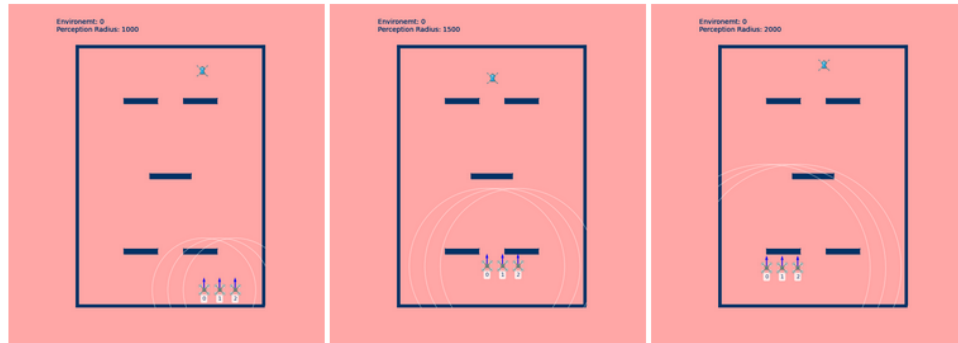 Environemt: 0
Perception Radius: 1000
0 1 2
Environemt: 0
Perception Radius: 1500
0 1 2
Environemt: 0
Perception Radius: 2000
0 1 2